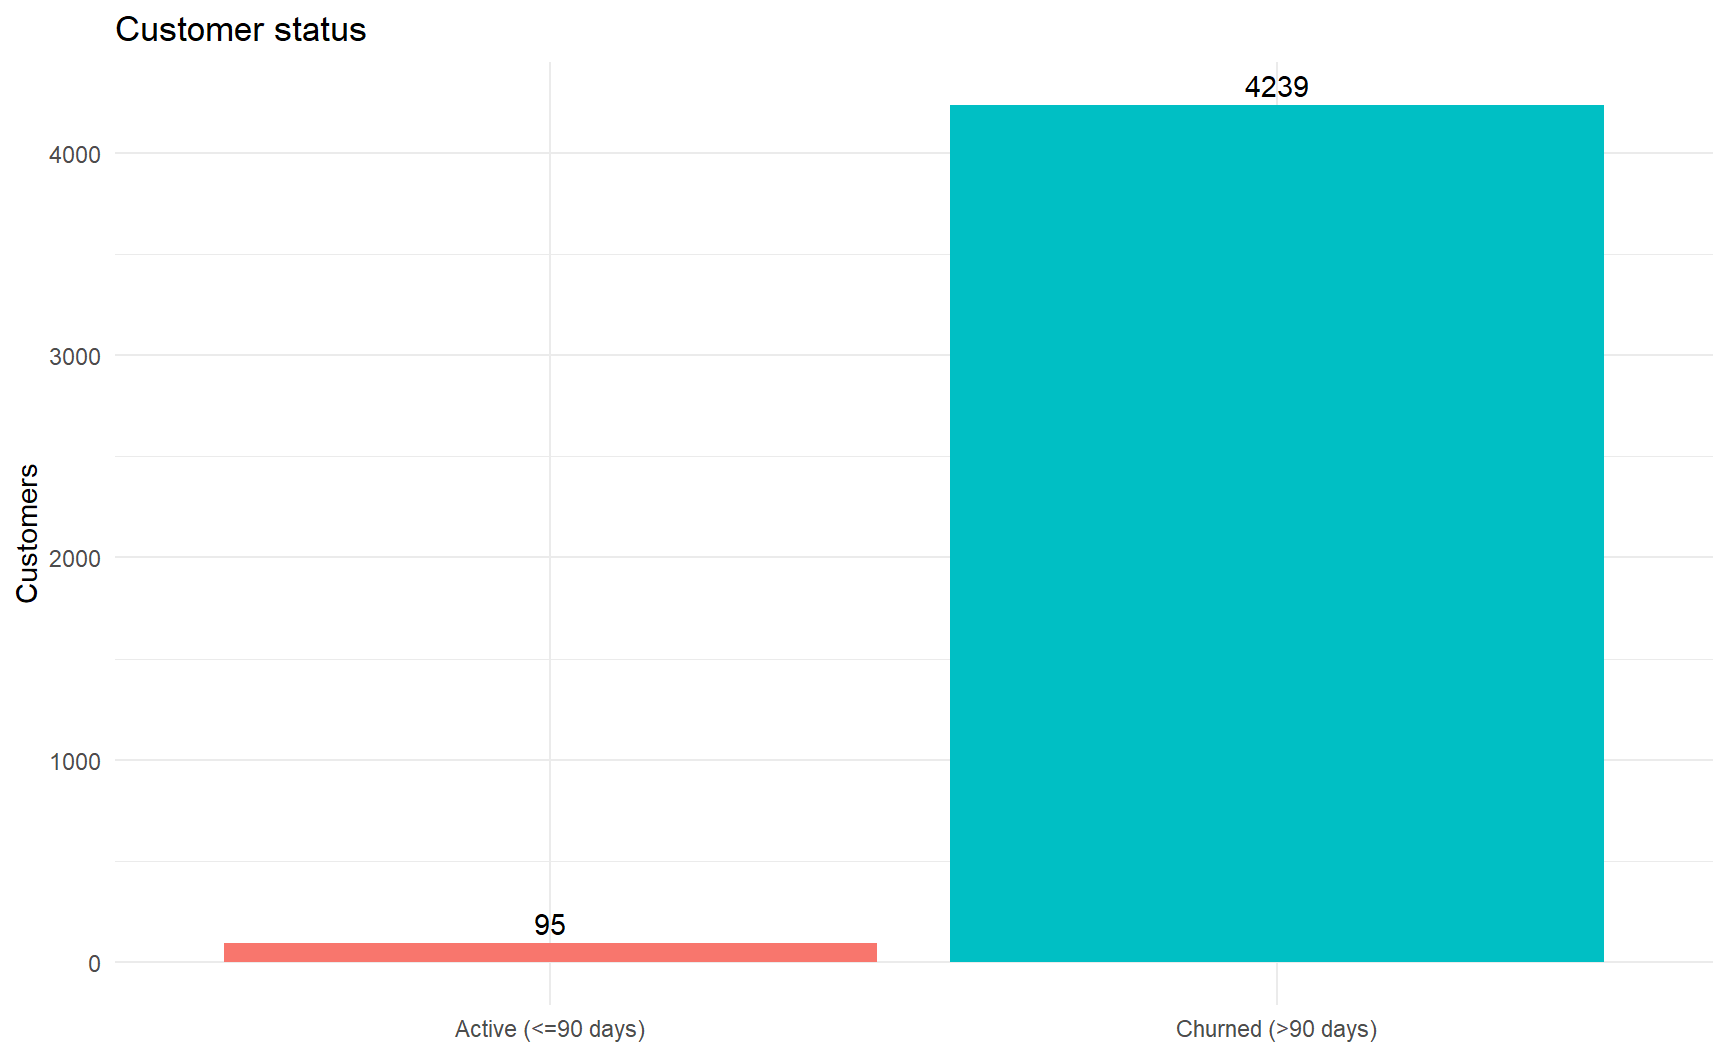 Customer status
Customers
4000
3000
2000
1000
0
95
4239
Active (<=90 days)
Churned (>90 days)